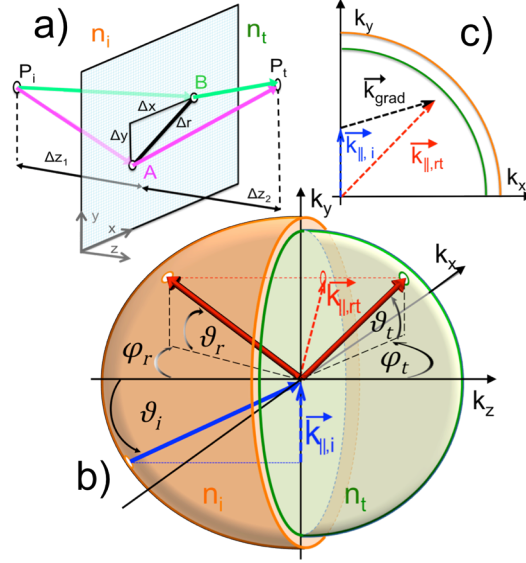 a)
n_i
n_t
P_i
P_t
Δx
B
Δy
Δr
A
Δz_1
Δz_2
y
x
z
c)
k_y
k_grad
k_∥,i
k_∥,rt
k_x
k_y
k_x
k_∥,rt
ϑ_r
ϑ_t
φ_r
φ_t
k_z
ϑ_i
k_∥,i
b)
n_i
n_t